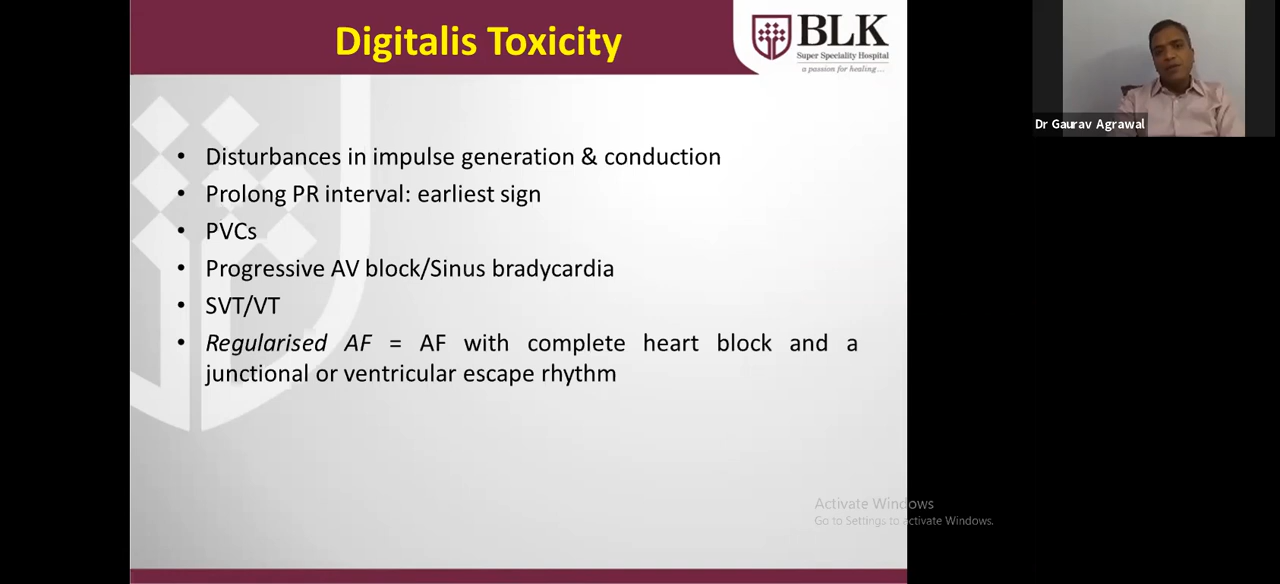 Digitalis Toxicity
BLK
Super Speciality Hospital
a passion for healing...
Dr Gaurav Agrawal
• Disturbances in impulse generation & conduction
• Prolong PR interval: earliest sign
• PVCs
• Progressive AV block/Sinus bradycardia
• SVT/VT
• Regularised AF = AF with complete heart block and a
junctional or ventricular escape rhythm
Activate Windows
Go to Settings to activate Windows.